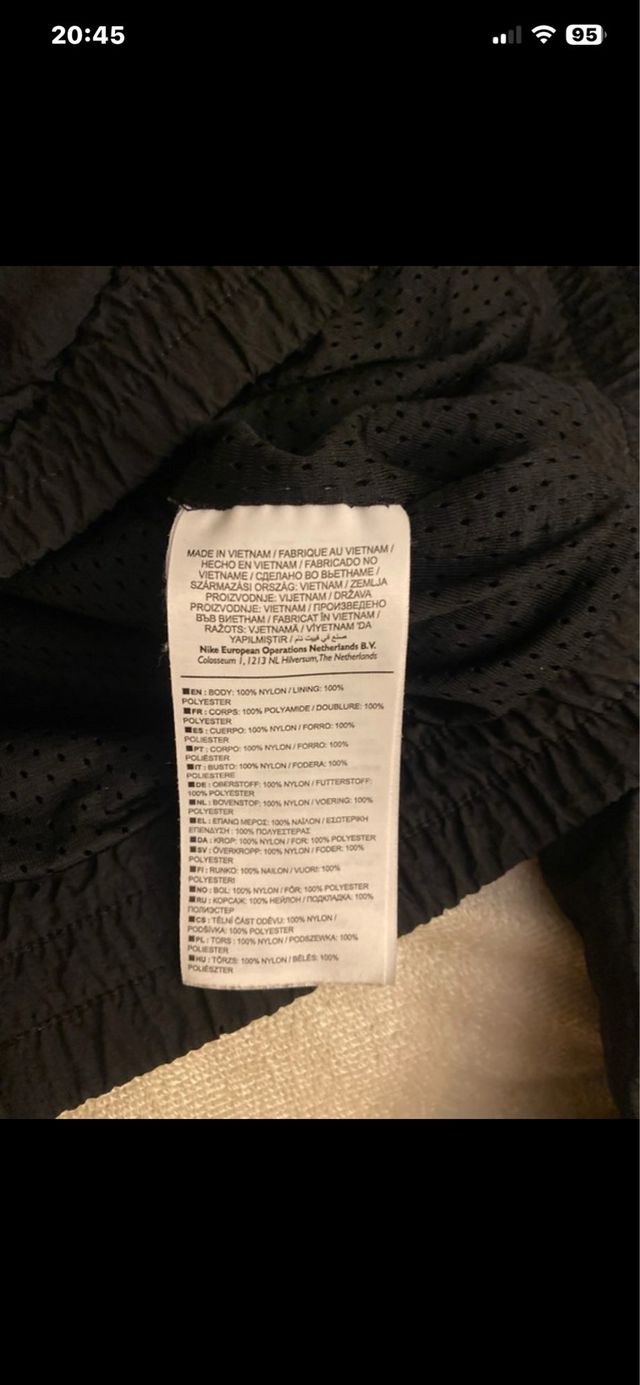 20:45
95
MADE IN VIETNAM / FABRIQUE AU VIETNAM /
HECHO EN VIETNAM / FABRICADO NO
VIETNAME / СДЕЛАНО ВО ВЬЕТНАМЕ /
SZÁRMAZÁSI ORSZÁG: VIETNAM / ZEMLJA
PROIZVODNJE: VIJETNAM / DRŽAVA
PROIZVODNJE: VIETNAM / ПРОИЗВЕДЕНО
ВЪВ ВИЕТНАМ / FABRICAT ÎN VIETNAM /
RAŽOTS: VJETNAMĀ / VİYETNAM 'DA
YAPILMIŞTIR / صنع في فييت نام
Nike European Operations Netherlands B.V.
Colosseum 1, 1213 NL Hilversum, The Netherlands
■EN : BODY: 100% NYLON / LINING: 100%
POLYESTER
■FR : CORPS: 100% POLYAMIDE / DOUBLURE: 100%
POLYESTER
■ES : CUERPO: 100% NYLON / FORRO: 100%
POLIESTER
■PT : CORPO: 100% NYLON / FORRO: 100%
POLIÉSTER
■IT : BUSTO: 100% NYLON / FODERA: 100%
POLIESTERE
■DE : OBERSTOFF: 100% NYLON / FUTTERSTOFF:
100% POLYESTER
■NL : BOVENSTOF: 100% NYLON / VOERING: 100%
POLYESTER
■EL : ΕΠΑΝΩ ΜΕΡΟΣ: 100% ΝΑΪΛΟΝ / ΕΣΩΤΕΡΙΚΗ
ΕΠΕΝΔΥΣΗ : 100% ΠΟΛΥΕΣΤΕΡΑΣ
■DA : KROP: 100% NYLON / FOR: 100% POLYESTER
■SV : ÖVERKROPP: 100% NYLON / FODER: 100%
POLYESTER
■FI : RUNKO: 100% NAILON / VUORI: 100%
POLYESTERI
■NO : BOL: 100% NYLON / FÔR: 100% POLYESTER
■RU : КОРСАЖ: 100% НЕЙЛОН / ПОДКЛАДКА: 100%
ПОЛИЭСТЕР
■CS : TĚLNÍ ČÁST ODĚVU: 100% NYLON /
PODŠÍVKA: 100% POLYESTER
■PL : TORS : 100% NYLON / PODSZEWKA: 100%
POLIESTER
■HU : TÖRZS: 100% NYLON / BÉLÉS: 100%
POLIÉSZTER